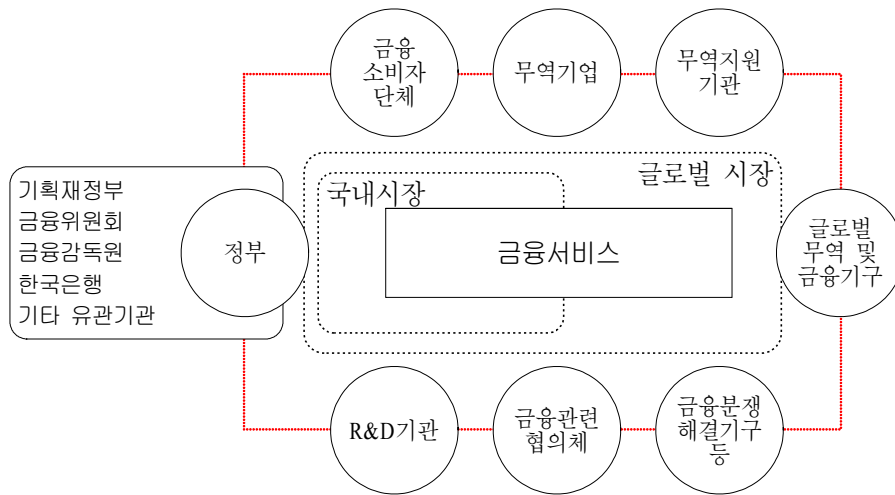 금융
소비자
단체
무역기업
무역지원
기관
글로벌 시장
국내시장
기획재정부
금융위원회
금융감독원
한국은행
기타 유관기관
정부
금융서비스
글로벌
무역 및
금융기구
R&D기관
금융관련
협의체
금융분쟁
해결기구
등